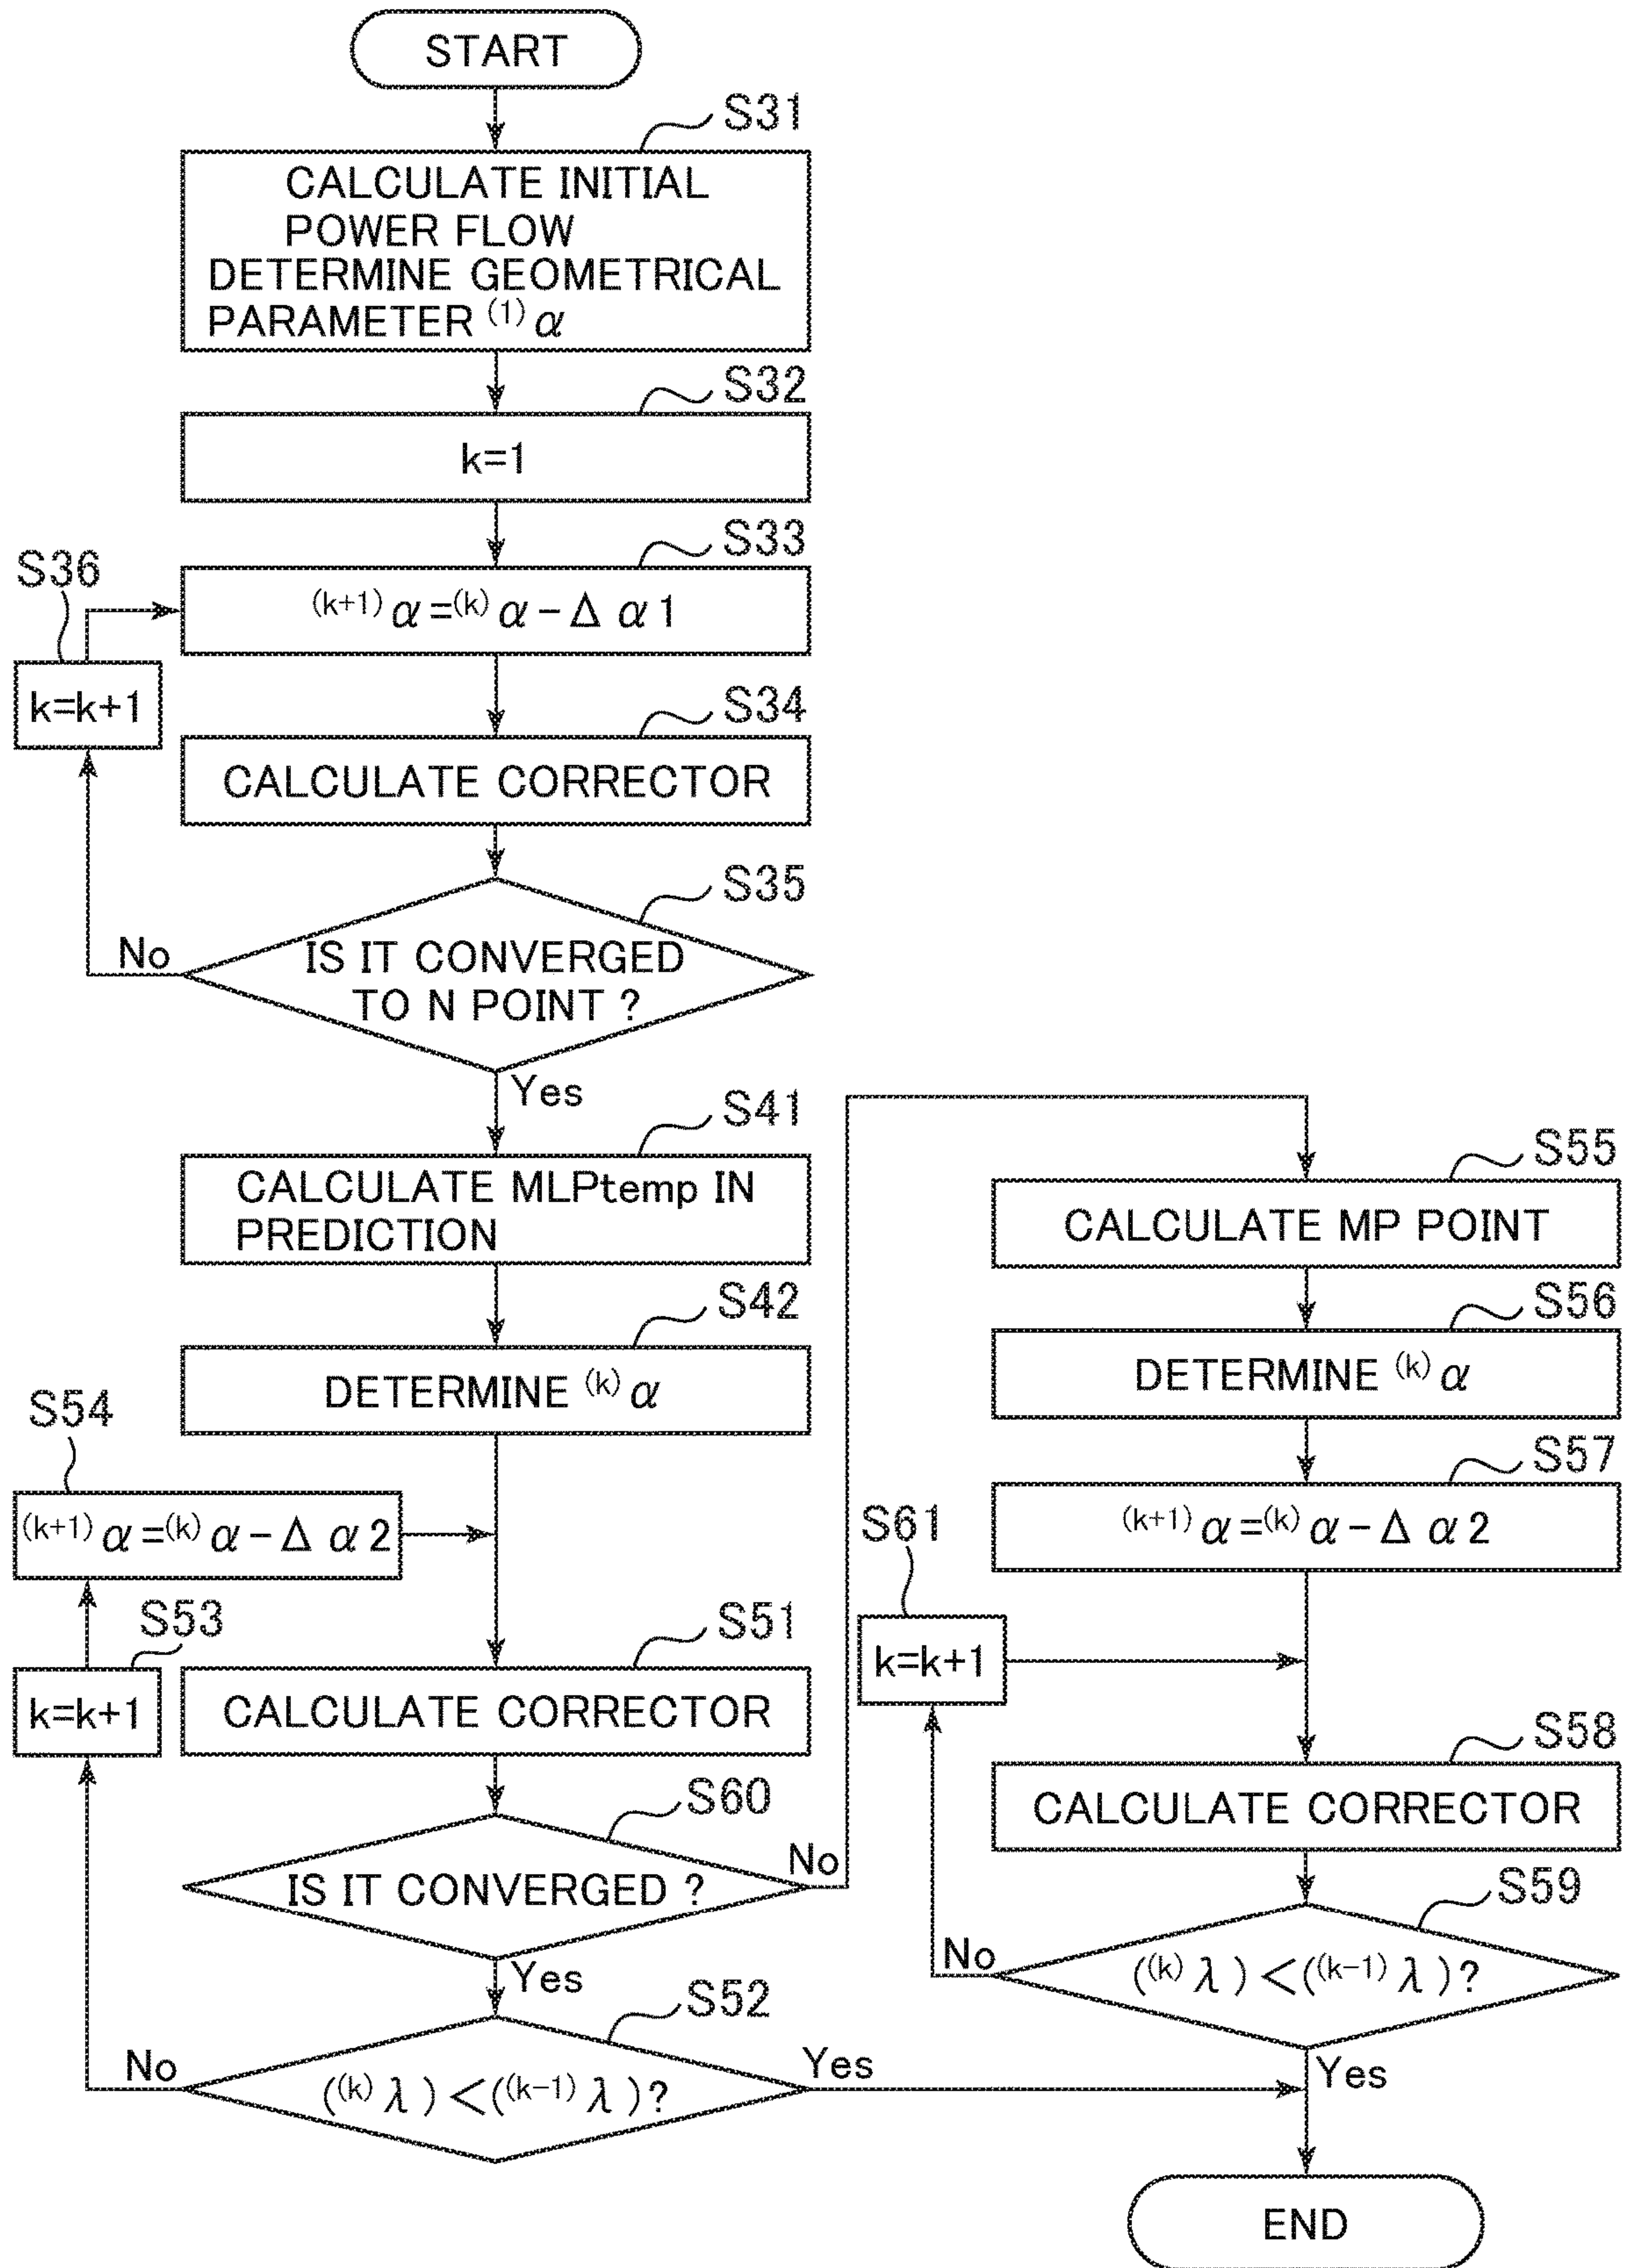 START
S31
CALCULATE INITIAL
POWER FLOW
DETERMINE GEOMETRICAL
PARAMETER (1) α
S32
k=1
S33
(k+1) α =(k) α - Δ α 1
S36
k=k+1
S34
CALCULATE CORRECTOR
S35
IS IT CONVERGED
TO N POINT ?
No
Yes
S41
CALCULATE MLPtemp IN
PREDICTION
S42
DETERMINE (k) α
S54
(k+1) α =(k) α - Δ α 2
S53
k=k+1
S51
CALCULATE CORRECTOR
S60
IS IT CONVERGED ?
No
Yes
S52
((k) λ ) <((k-1) λ )?
No
Yes
S55
CALCULATE MP POINT
S56
DETERMINE (k) α
S57
(k+1) α =(k) α - Δ α 2
S61
k=k+1
S58
CALCULATE CORRECTOR
S59
((k) λ ) <((k-1) λ )?
No
Yes
END